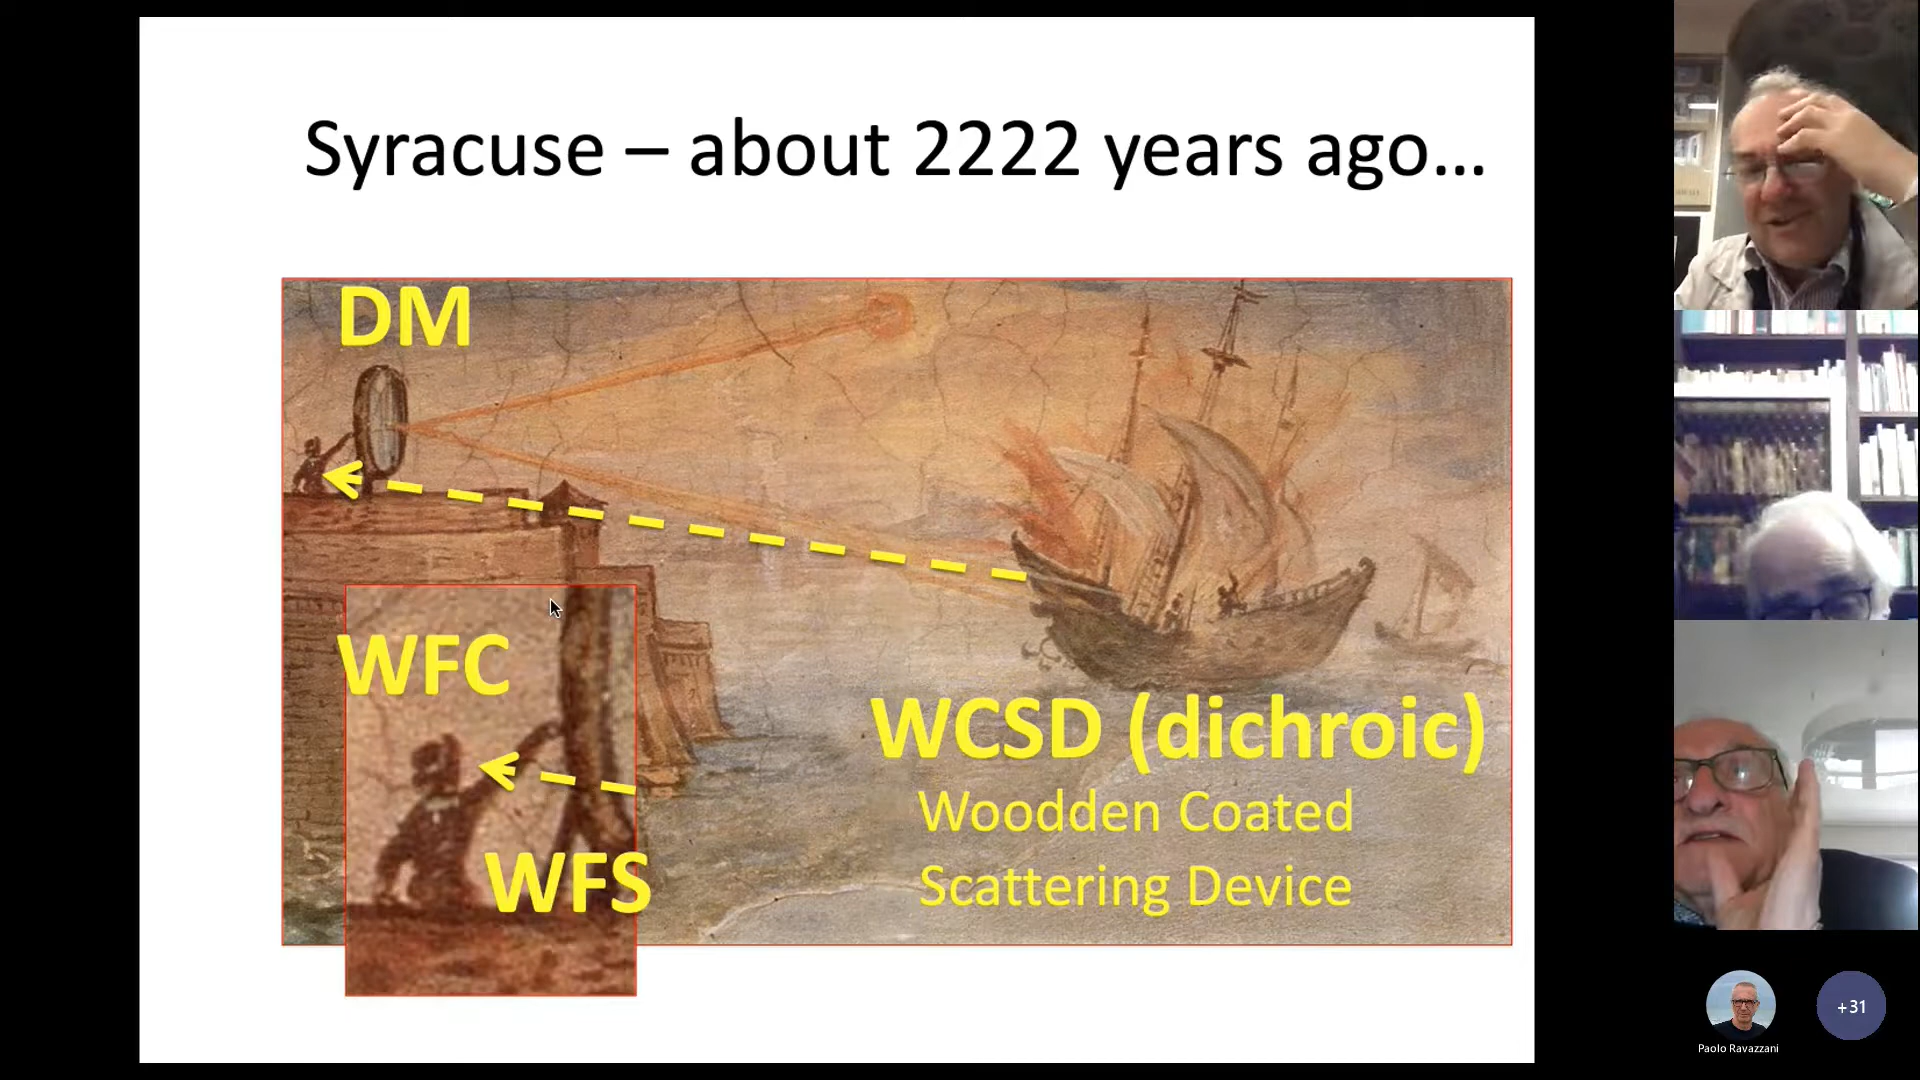 Syracuse – about 2222 years ago...
DM
WFC
WFS
WCSD (dichroic)
Woodden Coated
Scattering Device
+31
Paolo Ravazzani